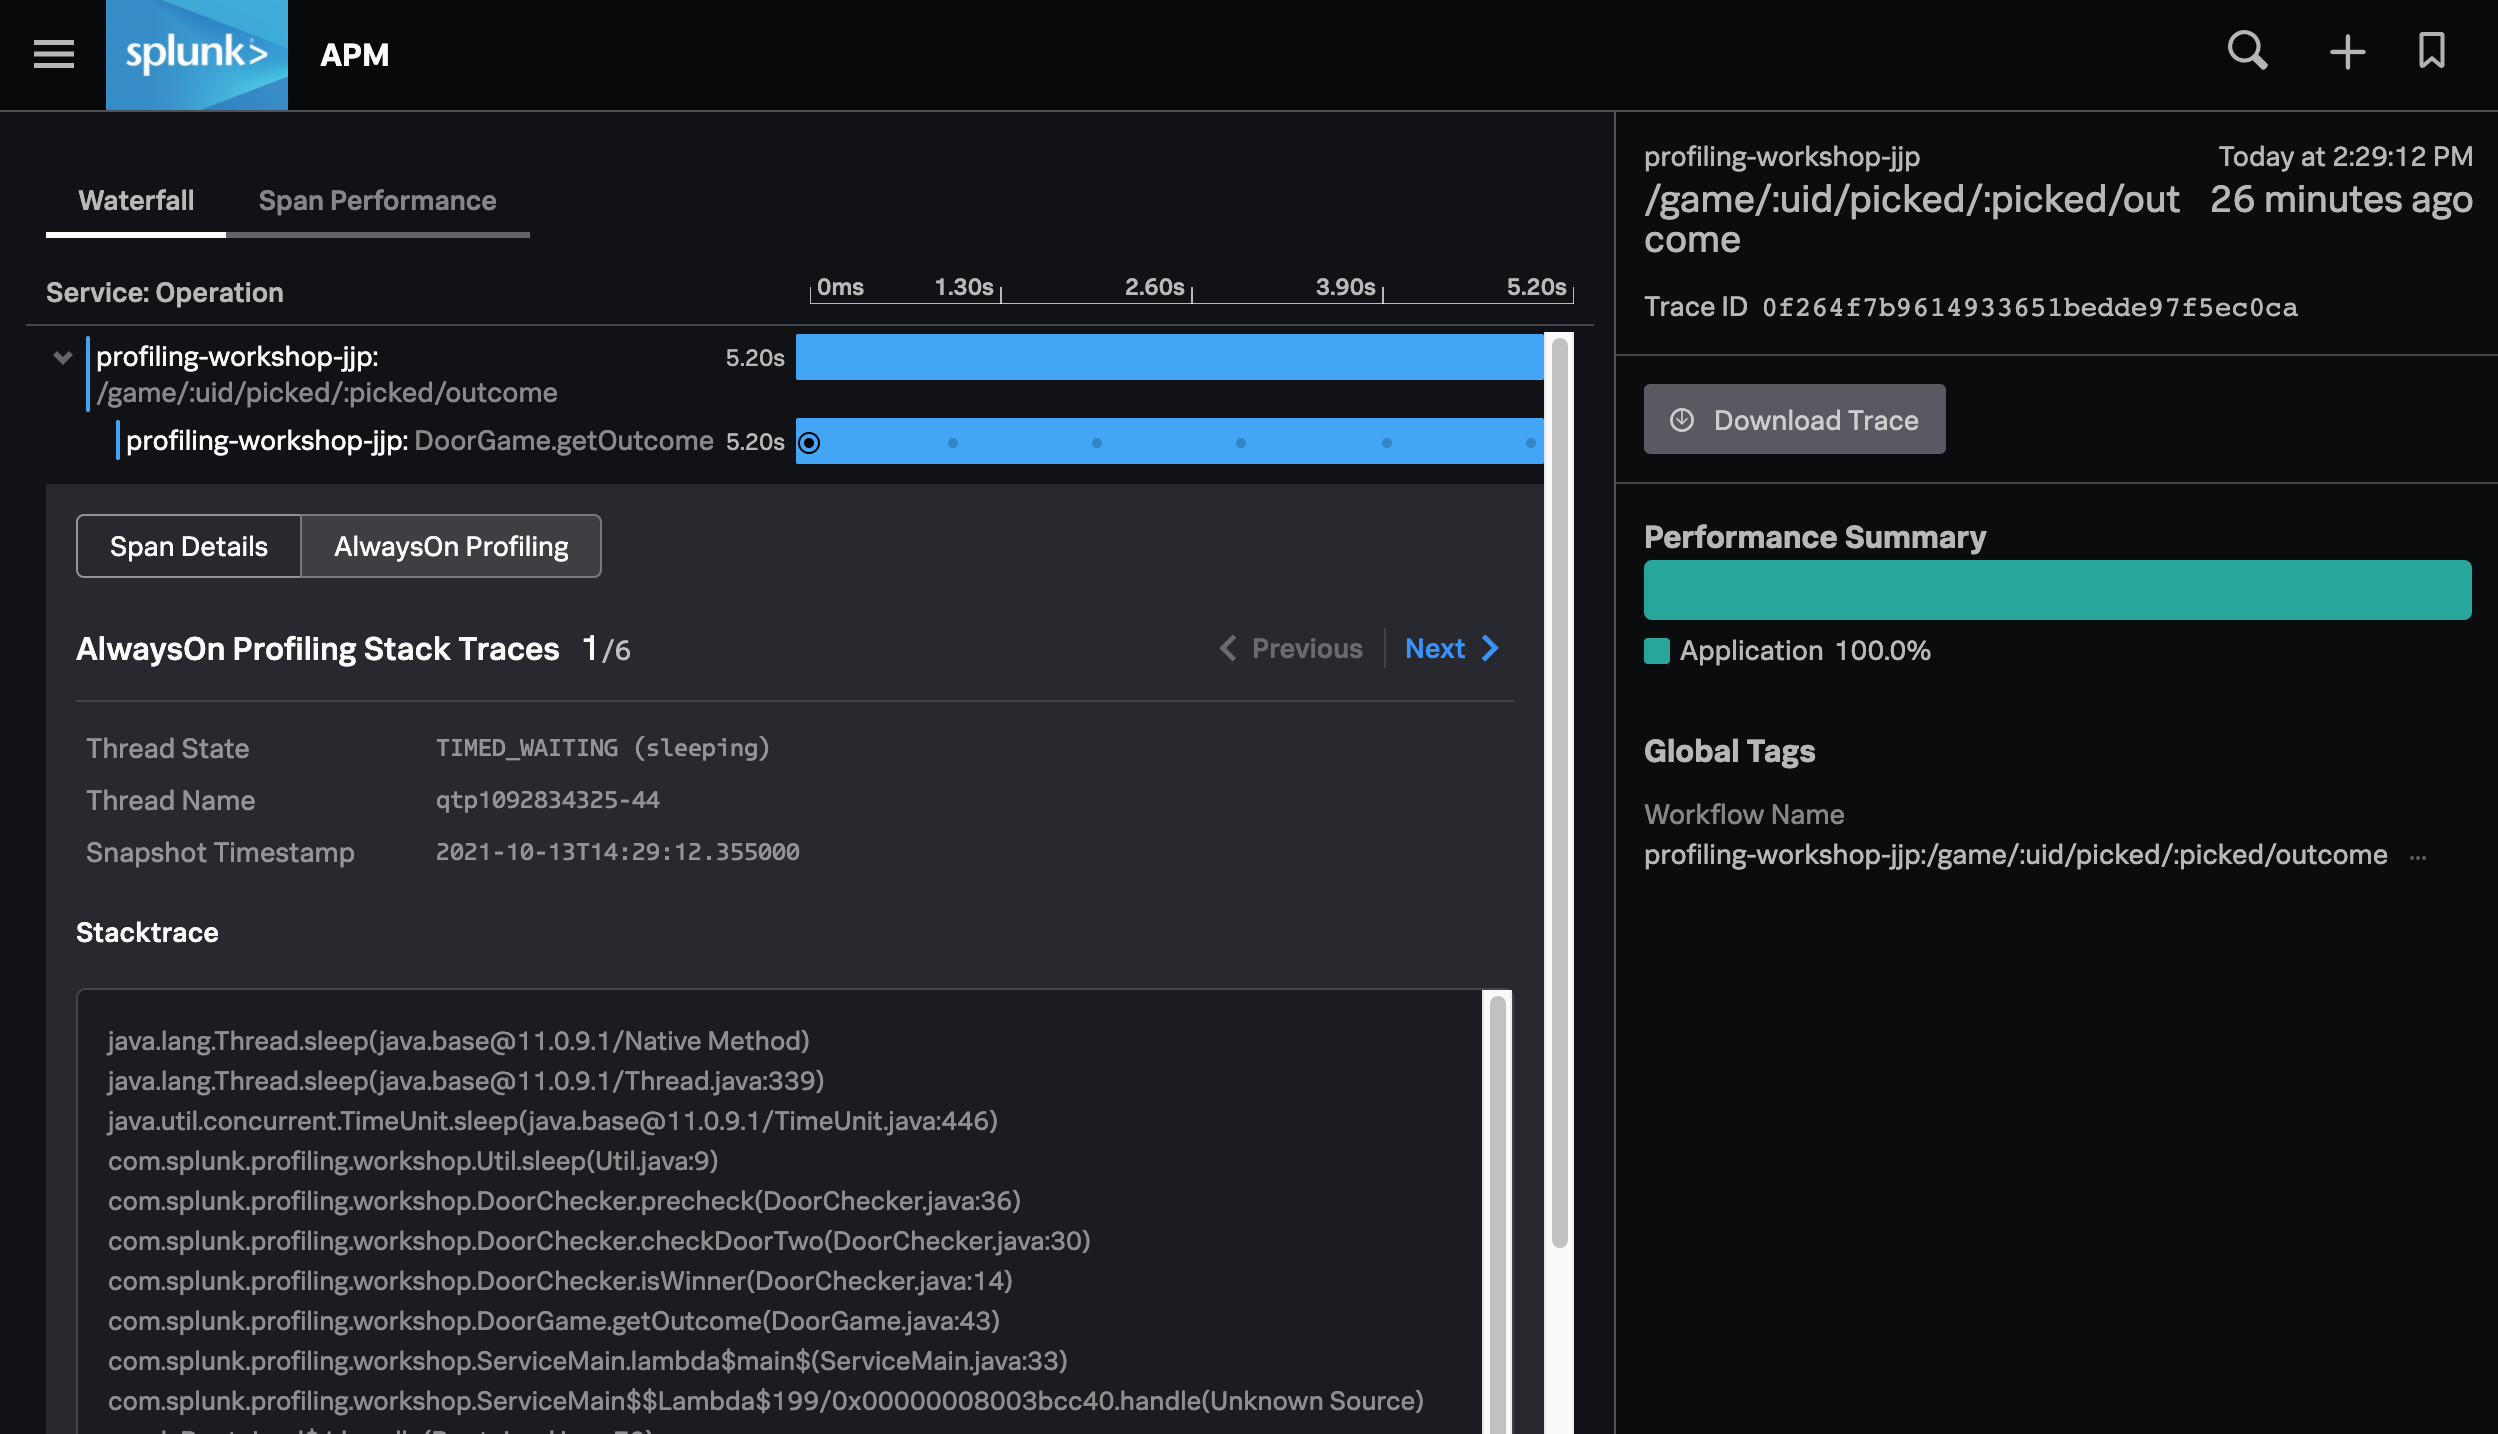 splunk>
APM
Waterfall
Span Performance
Service: Operation
0ms 1.30s 2.60s 3.90s 5.20s
profiling-workshop-jjp:
/game/:uid/picked/:picked/outcome
5.20s
profiling-workshop-jjp: DoorGame.getOutcome 5.20s
Span Details
AlwaysOn Profiling
AlwaysOn Profiling Stack Traces 1/6
Previous
Next
Thread State TIMED_WAITING (sleeping)
Thread Name qtp1092834325-44
Snapshot Timestamp 2021-10-13T14:29:12.355000
Stacktrace
java.lang.Thread.sleep(java.base@11.0.9.1/Native Method)
java.lang.Thread.sleep(java.base@11.0.9.1/Thread.java:339)
java.util.concurrent.TimeUnit.sleep(java.base@11.0.9.1/TimeUnit.java:446)
com.splunk.profiling.workshop.Util.sleep(Util.java:9)
com.splunk.profiling.workshop.DoorChecker.precheck(DoorChecker.java:36)
com.splunk.profiling.workshop.DoorChecker.checkDoorTwo(DoorChecker.java:30)
com.splunk.profiling.workshop.DoorChecker.isWinner(DoorChecker.java:14)
com.splunk.profiling.workshop.DoorGame.getOutcome(DoorGame.java:43)
com.splunk.profiling.workshop.ServiceMain.lambda$main$(ServiceMain.java:33)
com.splunk.profiling.workshop.ServiceMain$$Lambda$199/0x00000008003bcc40.handle(Unknown Source)
profiling-workshop-jjp
Today at 2:29:12 PM
/game/:uid/picked/:picked/out
come
26 minutes ago
Trace ID 0f264f7b9614933651bedde97f5ec0ca
Download Trace
Performance Summary
Application 100.0%
Global Tags
Workflow Name
profiling-workshop-jjp:/game/:uid/picked/:picked/outcome ...